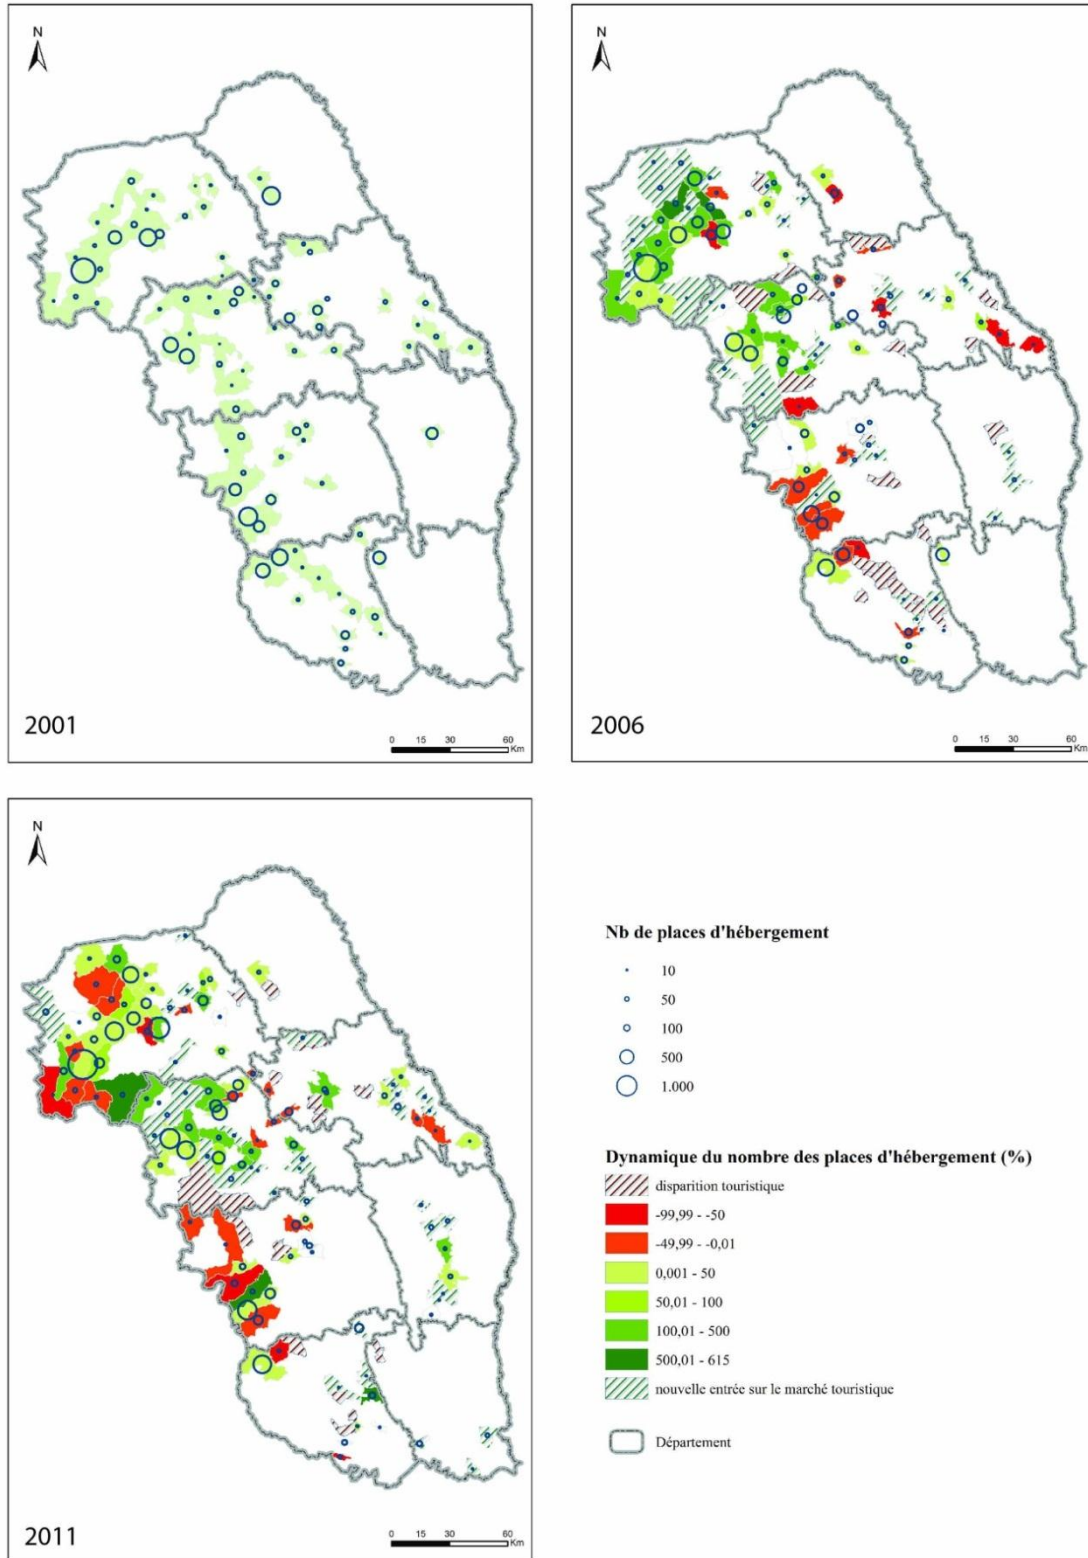 N
2001
0 15 30 60
Km
N
2006
0 15 30 60
Km
N
2011
0 15 30 60
Km
Nb de places d'hébergement
10
50
100
500
1.000
Dynamique du nombre des places d'hébergement (%)
disparition touristique
-99,99 - -50
-49,99 - -0,01
0,001 - 50
50,01 - 100
100,01 - 500
500,01 - 615
nouvelle entrée sur le marché touristique
Département